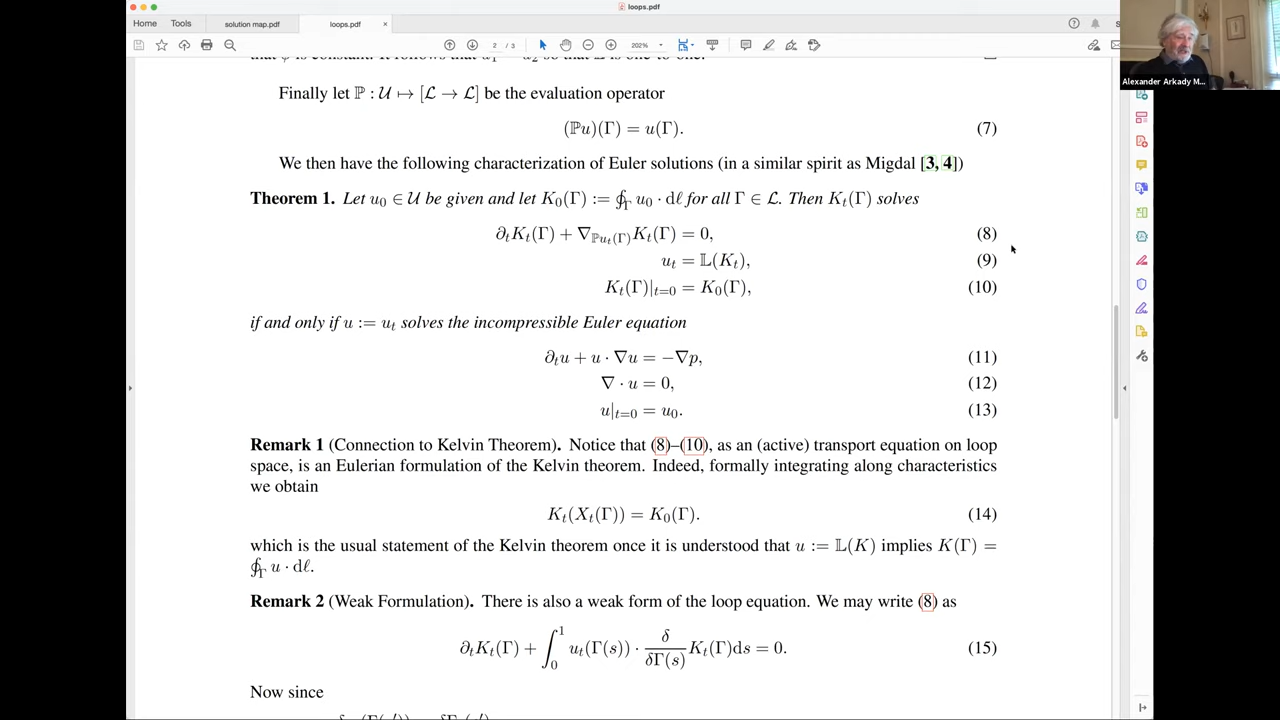 loops.pdf
Home Tools solution map.pdf loops.pdf ×
2 / 3 202%
Alexander Arkady M...
Finally let ℙ : 𝒰 ↦ [ℒ → ℒ] be the evaluation operator
(ℙu)(Γ) = u(Γ). (7)
We then have the following characterization of Euler solutions (in a similar spirit as Migdal [3, 4])
Theorem 1. Let u₀ ∈ 𝒰 be given and let K₀(Γ) := ∮_Γ u₀ · dℓ for all Γ ∈ ℒ. Then K_t(Γ) solves
∂_t K_t(Γ) + ∇_{ℙu_t(Γ)} K_t(Γ) = 0, (8)
u_t = 𝕃(K_t), (9)
K_t(Γ)|_{t=0} = K₀(Γ), (10)
if and only if u := u_t solves the incompressible Euler equation
∂_t u + u · ∇u = −∇p, (11)
∇ · u = 0, (12)
u|_{t=0} = u₀. (13)
Remark 1 (Connection to Kelvin Theorem). Notice that (8)–(10), as an (active) transport equation on loop
space, is an Eulerian formulation of the Kelvin theorem. Indeed, formally integrating along characteristics
we obtain
K_t(X_t(Γ)) = K₀(Γ). (14)
which is the usual statement of the Kelvin theorem once it is understood that u := 𝕃(K) implies K(Γ) =
∮_Γ u · dℓ.
Remark 2 (Weak Formulation). There is also a weak form of the loop equation. We may write (8) as
∂_t K_t(Γ) + ∫₀¹ u_t(Γ(s)) · δ/δΓ(s) K_t(Γ)ds = 0. (15)
Now since